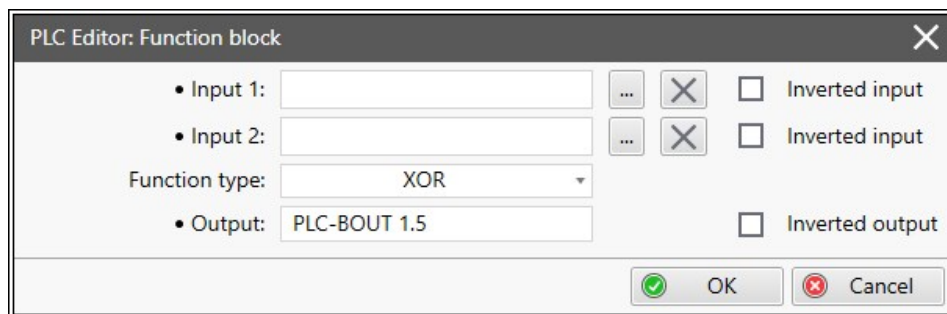 PLC Editor: Function block
• Input 1: ... Inverted input
• Input 2: ... Inverted input
Function type: XOR
• Output: PLC-BOUT 1.5 Inverted output
OK Cancel